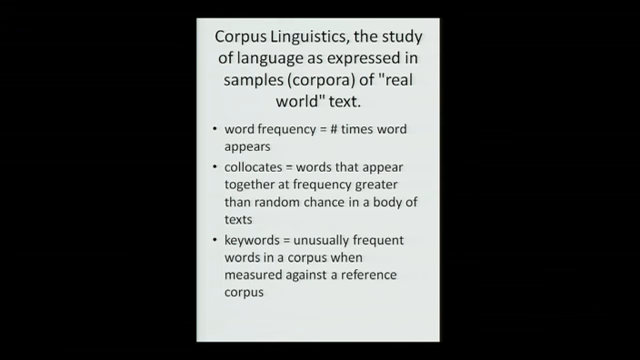 Corpus Linguistics, the study
of language as expressed in
samples (corpora) of "real
world" text.
• word frequency = # times word
appears
• collocates = words that appear
together at frequency greater
than random chance in a body of
texts
• keywords = unusually frequent
words in a corpus when
measured against a reference
corpus